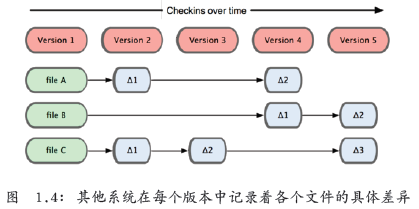 Checkins over time
Version 1 Version 2 Version 3 Version 4 Version 5
file A Δ1 Δ2
file B Δ1 Δ2
file C Δ1 Δ2 Δ3
图 1.4: 其他系统在每个版本中记录着各个文件的具体差异